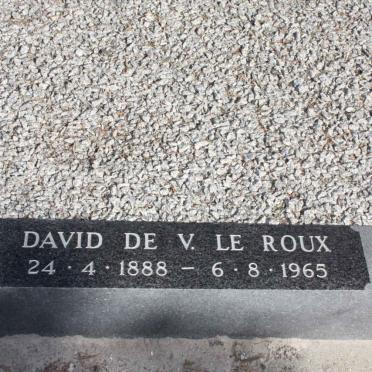 DAVID DE V. LE ROUX
24 · 4 · 1888 – 6 · 8 · 1965